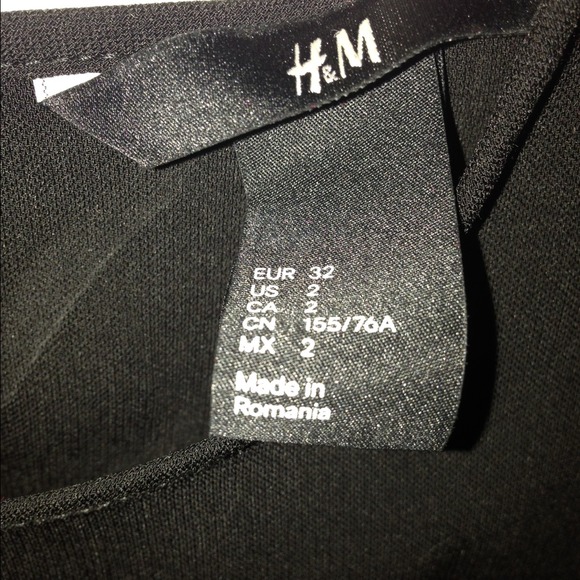 H&M
EUR 32
US 2
CA 2
CN 155/76A
MX 2
Made in
Romania